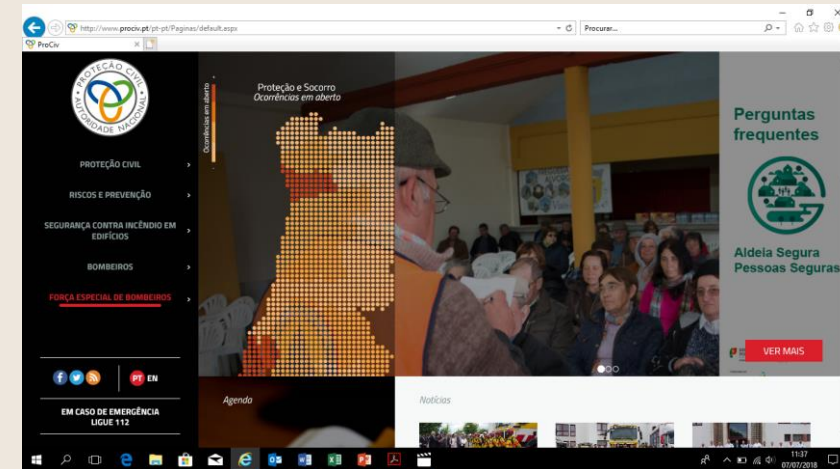 http://www.prociv.pt/pt-pt/Paginas/default.aspx
Procurar...
ProCiv
PROTEÇÃO CIVIL
AUTORIDADE NACIONAL
PROTEÇÃO CIVIL
RISCOS E PREVENÇÃO
SEGURANÇA CONTRA INCÊNDIO EM
EDIFÍCIOS
BOMBEIROS
FORÇA ESPECIAL DE BOMBEIROS
PT EN
EM CASO DE EMERGÊNCIA
LIGUE 112
Ocorrências em aberto
Proteção e Socorro
Ocorrências em aberto
Perguntas
frequentes
Aldeia Segura
Pessoas Seguras
VER MAIS
Agenda
Notícias
11:37
07/07/2018